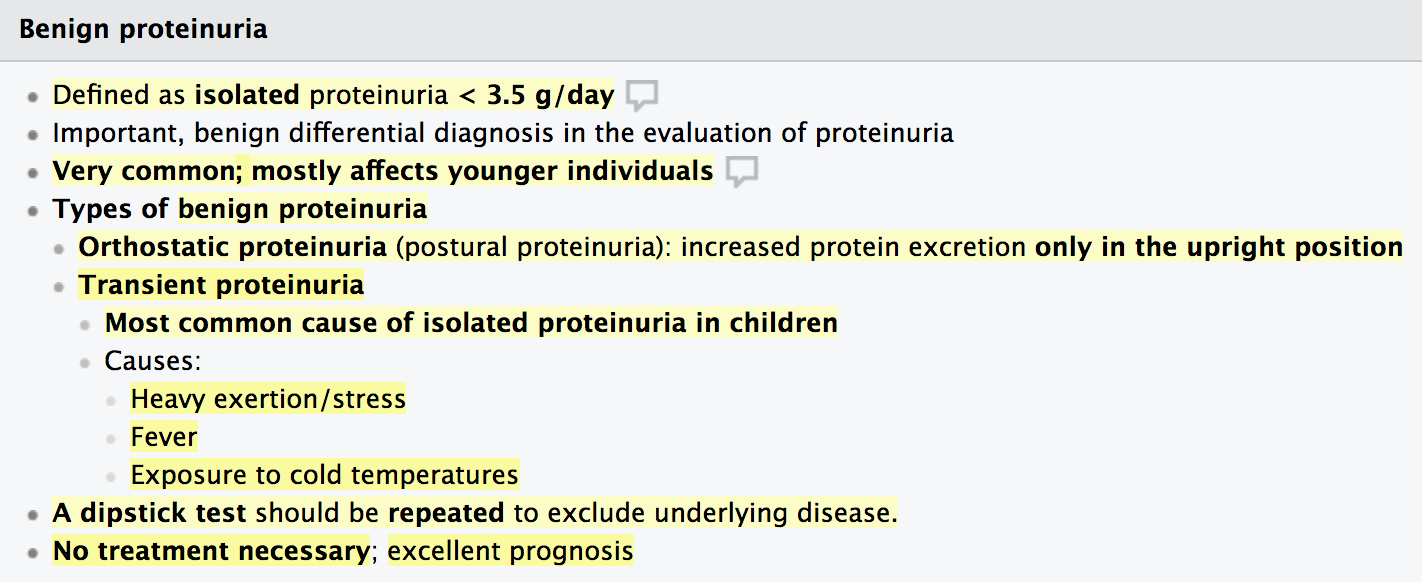 Benign proteinuria
Defined as isolated proteinuria < 3.5 g/day
Important, benign differential diagnosis in the evaluation of proteinuria
Very common; mostly affects younger individuals
Types of benign proteinuria
Orthostatic proteinuria (postural proteinuria): increased protein excretion only in the upright position
Transient proteinuria
Most common cause of isolated proteinuria in children
Causes:
Heavy exertion/stress
Fever
Exposure to cold temperatures
A dipstick test should be repeated to exclude underlying disease.
No treatment necessary; excellent prognosis